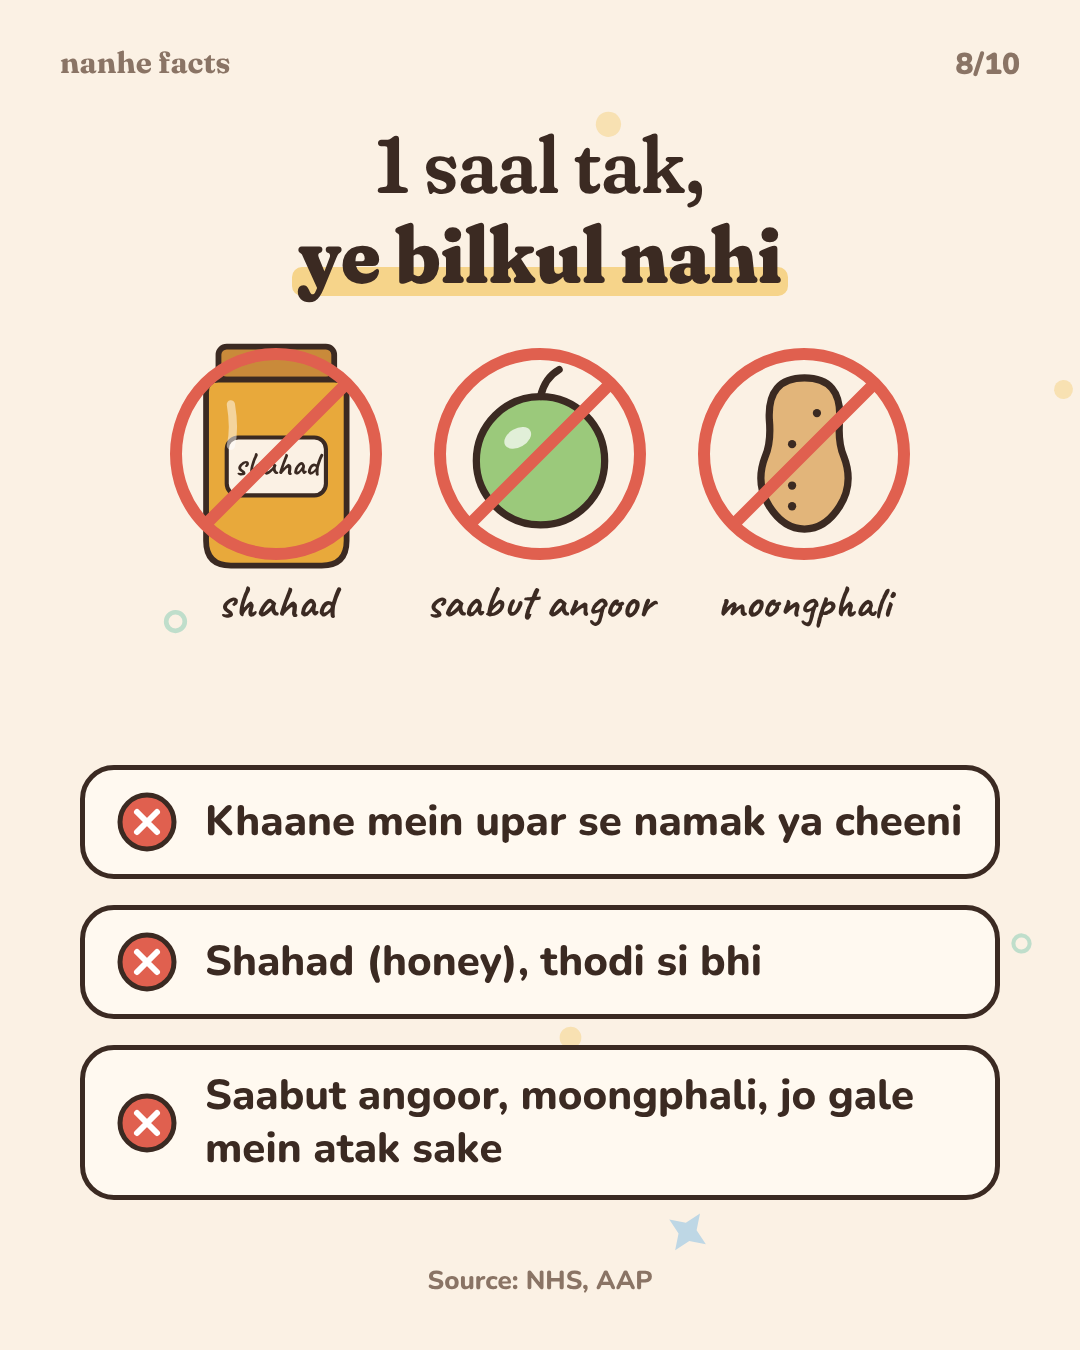 nanhe facts
8/10
1 saal tak,
ye bilkul nahi
shahad
shahad
saabut angoor
moongphali
Khaane mein upar se namak ya cheeni
Shahad (honey), thodi si bhi
Saabut angoor, moongphali, jo gale
mein atak sake
Source: NHS, AAP